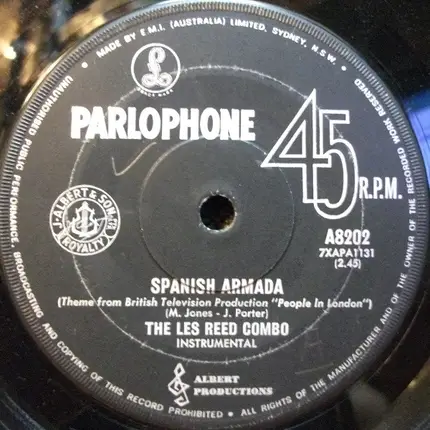 MADE BY E.M.I. (AUSTRALIA) LIMITED, SYDNEY, N.S.W. • ALL RIGHTS OF THE MANUFACTURER AND OF THE OWNER OF THE RECORDED WORK RESERVED
UNAUTHORISED PUBLIC PERFORMANCE, BROADCASTING AND COPYING OF THIS RECORD PROHIBITED •
PARLOPHONE
45
R.P.M.
J. ALBERT & SON
ROYALTY
A8202
7XAPA1131
(2.45)
SPANISH ARMADA
(Theme from British Television Production "People in London")
(M. Jones - J. Porter)
THE LES REED COMBO
INSTRUMENTAL
ALBERT
PRODUCTIONS